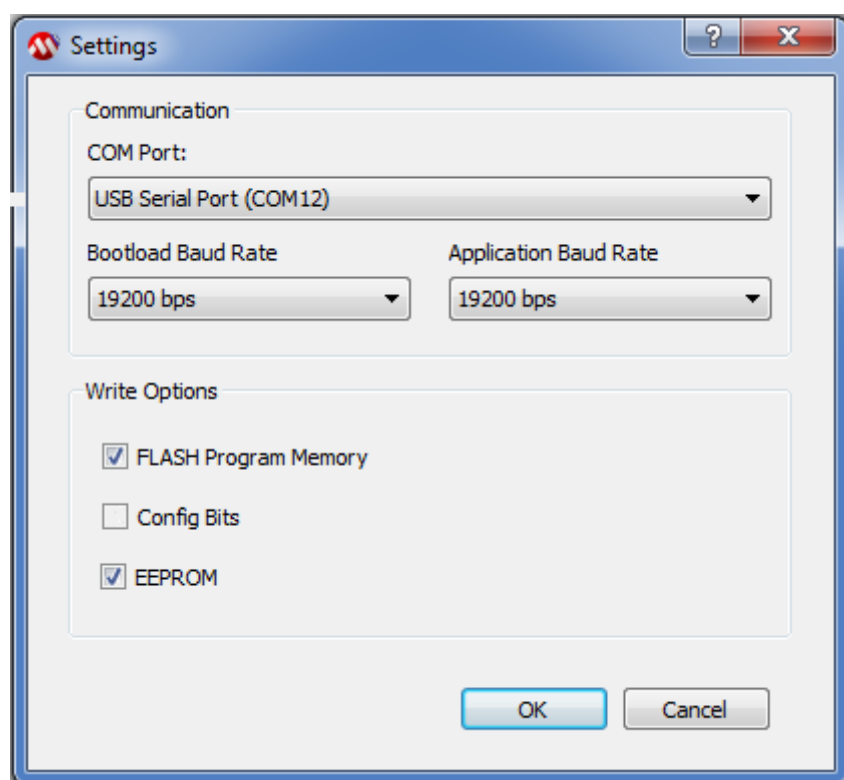 Settings
?
Communication
COM Port:
USB Serial Port (COM12)
Bootload Baud Rate Application Baud Rate
19200 bps 19200 bps
Write Options
FLASH Program Memory
Config Bits
EEPROM
OK Cancel